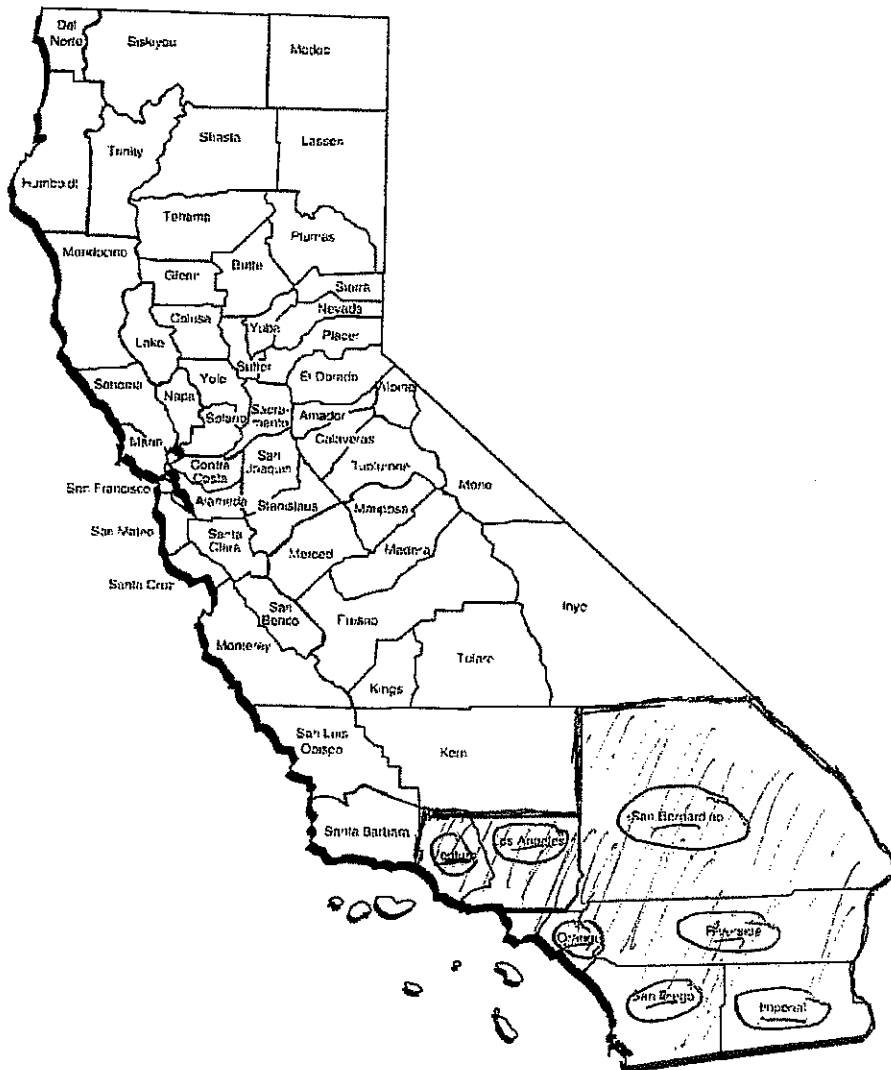 Del
Norte
Siskiyou
Modoc
Trinity
Shasta
Lassen
Humboldt
Tehama
Plumas
Mendocino
Glenn
Butte
Sierra
Nevada
Colusa
Yuba
Placer
Lake
Sutter
Sonoma
Napa
Yolo
El Dorado
Alpine
Solano
Sacra-
mento
Amador
Marin
Calaveras
Contra
Costa
San
Joaquin
Tuolumne
Mono
San Francisco
Alameda
Stanislaus
Mariposa
San Mateo
Santa
Clara
Merced
Madera
Santa Cruz
San
Benito
Fresno
Inyo
Monterey
Tulare
Kings
San Luis
Obispo
Kern
San Bernardino
Santa Barbara
Ventura
Los Angeles
Orange
Riverside
San Diego
Imperial